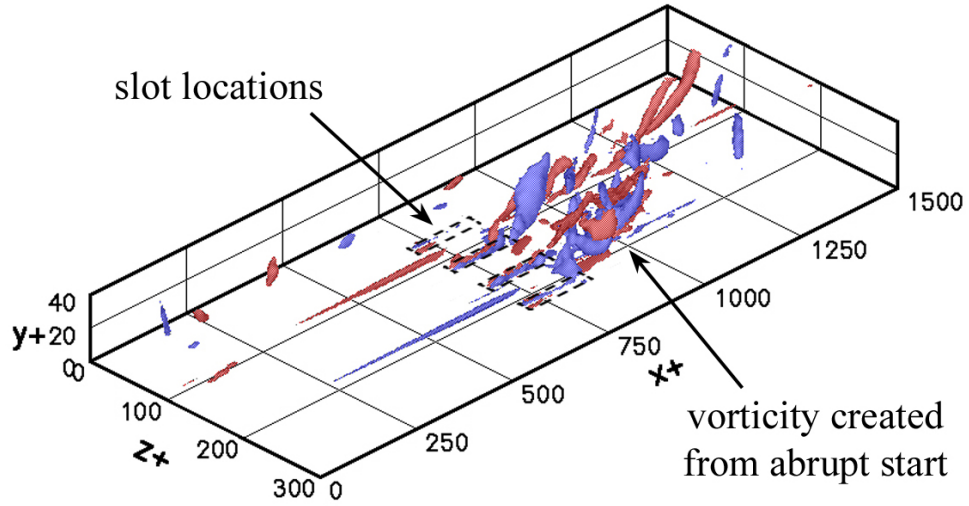 slot locations
1500
1250
1000
750
x+
500
250
0
40
y+
20
0
0
100
z+
200
300
vorticity created
from abrupt start